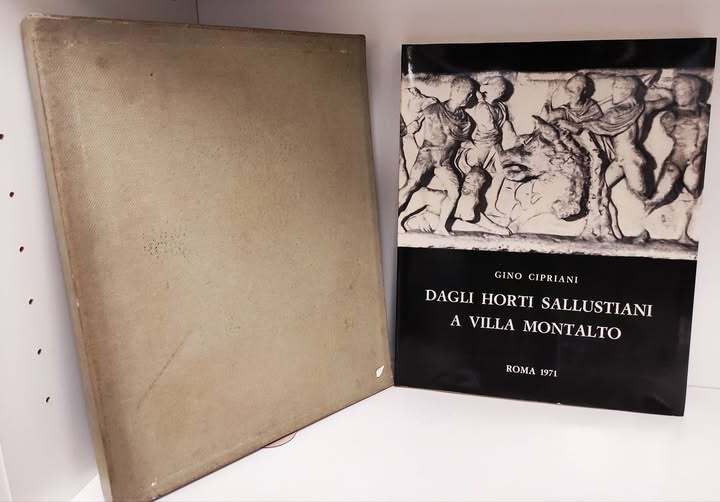 GINO CIPRIANI
DAGLI HORTI SALLUSTIANI
A VILLA MONTALTO
ROMA 1971